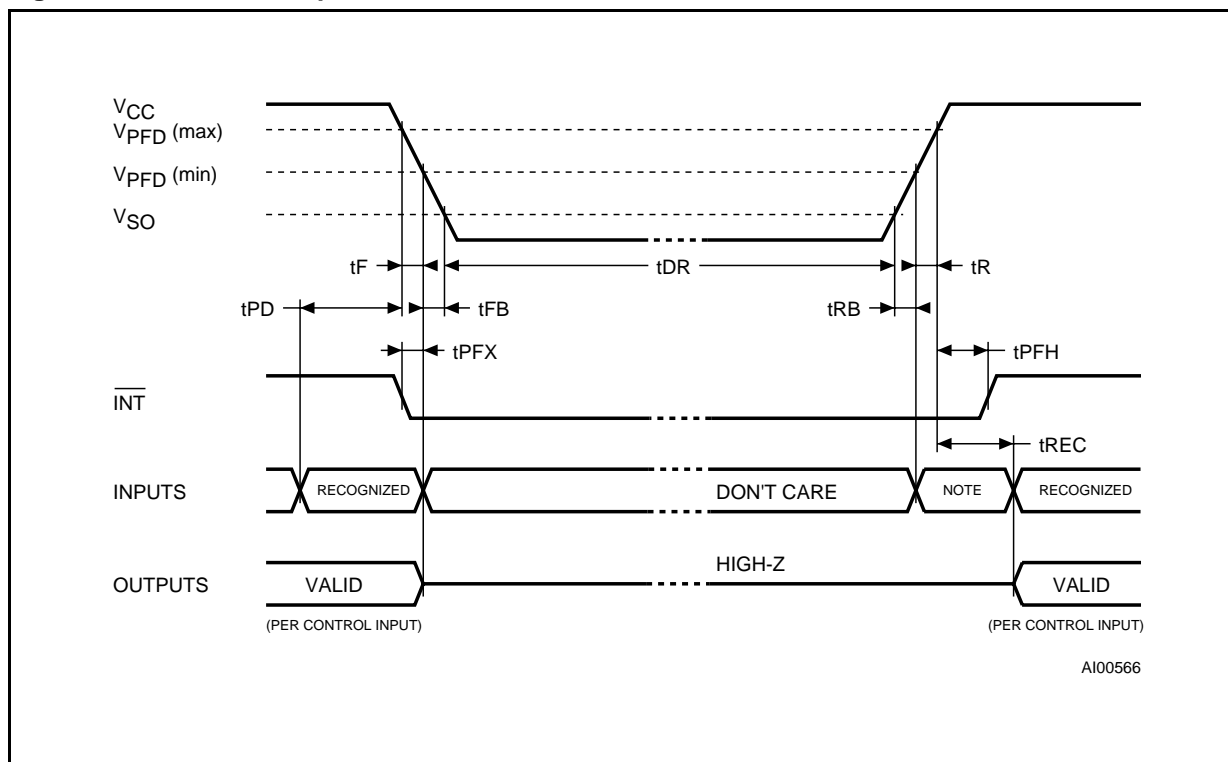 VCC
VPFD (max)
VPFD (min)
VSO
tF
tDR
tR
tPD
tFB
tRB
tPFX
tPFH
INT
tREC
INPUTS
RECOGNIZED
DON'T CARE
NOTE
RECOGNIZED
HIGH-Z
OUTPUTS
VALID
VALID
(PER CONTROL INPUT)
(PER CONTROL INPUT)
AI00566